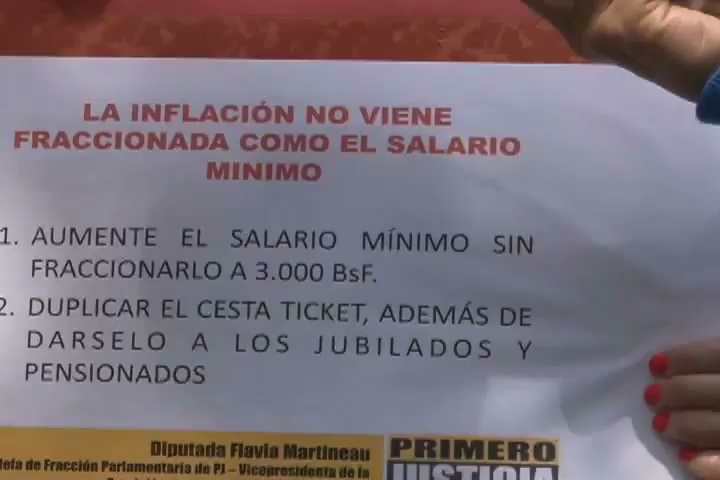 LA INFLACIÓN NO VIENE
FRACCIONADA COMO EL SALARIO
MINIMO
1. AUMENTE EL SALARIO MÍNIMO SIN
FRACCIONARLO A 3.000 BsF.
2. DUPLICAR EL CESTA TICKET, ADEMÁS DE
DARSELO A LOS JUBILADOS Y
PENSIONADOS
Diputada Flavia Martineau
de Fracción Parlamentaria de PJ – Vicepresidenta de la
PRIMERO
JUSTICIA